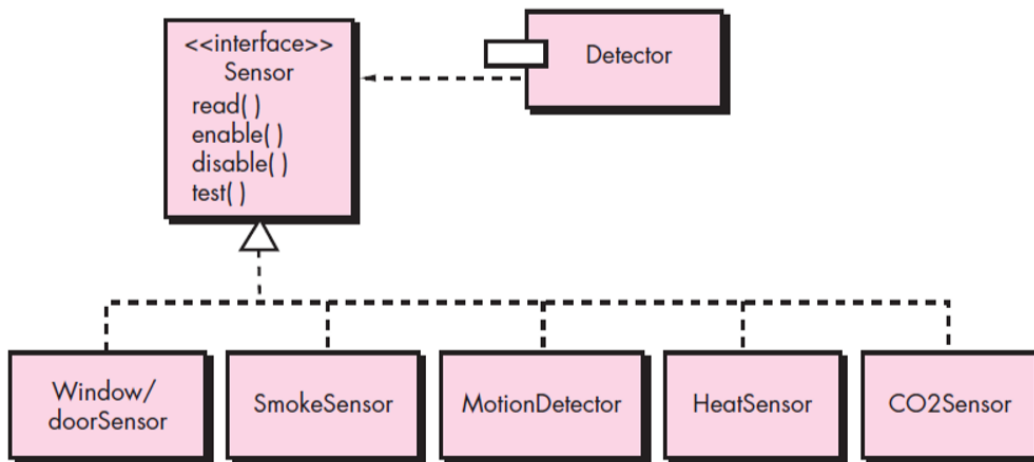 <<interface>>
Sensor
read( )
enable( )
disable( )
test( )
Detector
Window/
doorSensor
SmokeSensor
MotionDetector
HeatSensor
CO2Sensor